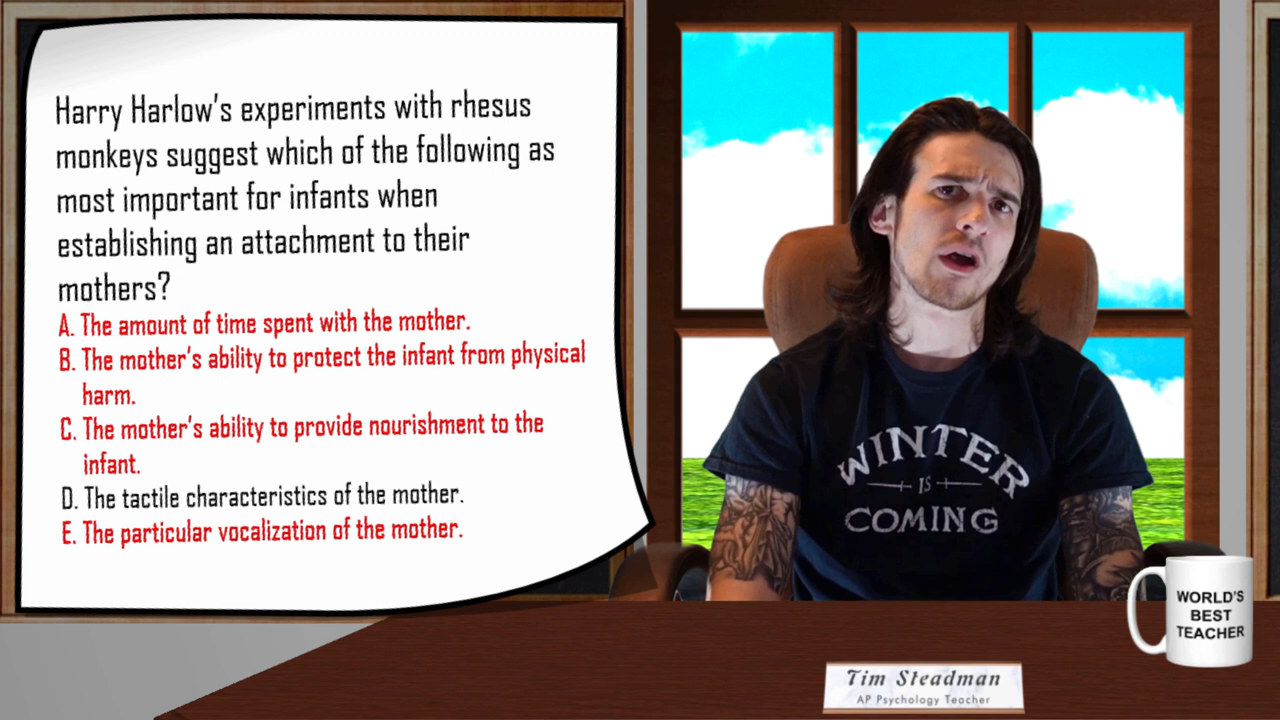 Harry Harlow's experiments with rhesus
monkeys suggest which of the following as
most important for infants when
establishing an attachment to their
mothers?
A. The amount of time spent with the mother.
B. The mother's ability to protect the infant from physical
harm.
C. The mother's ability to provide nourishment to the
infant.
D. The tactile characteristics of the mother.
E. The particular vocalization of the mother.
WINTER
IS
COMING
WORLD'S
BEST
TEACHER
Tim Steadman
AP Psychology Teacher